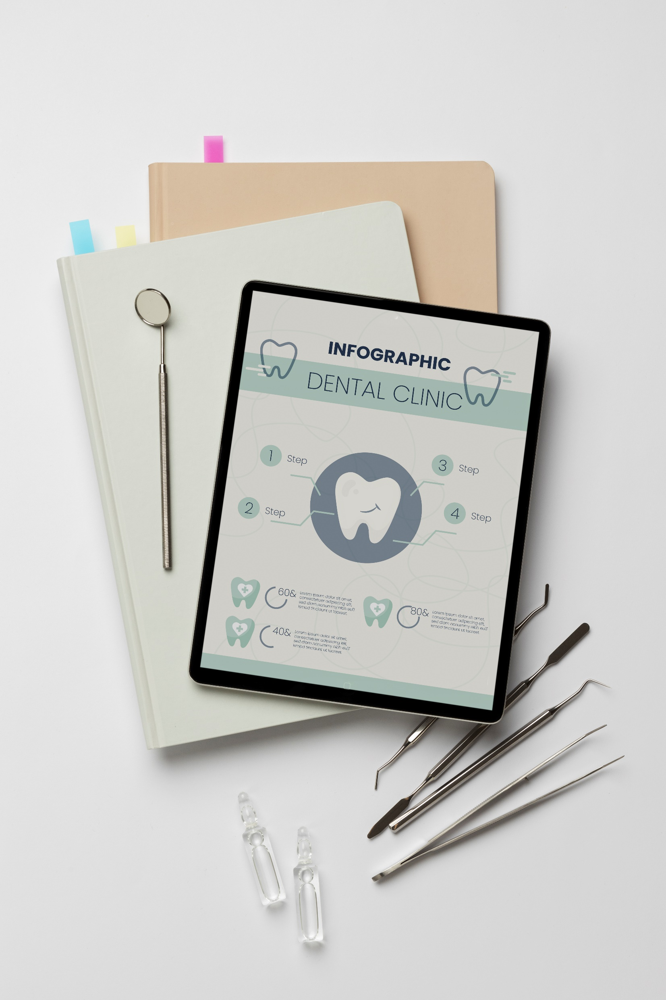 INFOGRAPHIC
DENTAL CLINIC
1 Step
2 Step
3 Step
4 Step
60&
Lorem ipsum dolor sit amet,
consectetuer adipiscing elit,
sed diam nonummy nibh eu
ismod tincidunt ut laoreet.
40&
Lorem ipsum dolor sit amet,
consectetuer adipiscing elit,
sed diam nonummy nibh eu
ismod tincidunt ut laoreet.
80&
Lorem ipsum dolor sit amet,
consectetuer adipiscing elit,
sed diam nonummy nibh eu
ismod tincidunt ut laoreet.